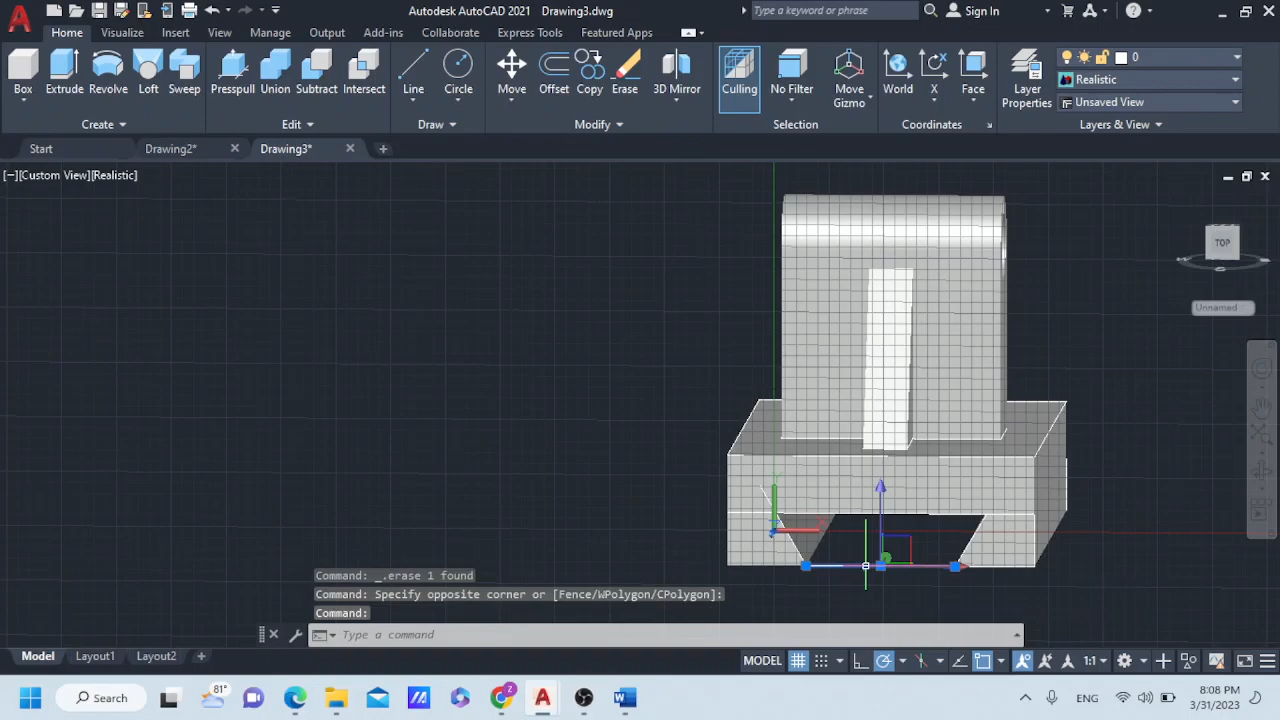 Autodesk AutoCAD 2021 Drawing3.dwg
Type a keyword or phrase
Sign In
Home Visualize Insert View Manage Output Add-ins Collaborate Express Tools Featured Apps
Box Extrude Revolve Loft Sweep Presspull Union Subtract Intersect Line Circle Move Offset Copy Erase 3D Mirror Culling No Filter Move Gizmo World X Face Layer Properties
0
Realistic
Unsaved View
Create Edit Draw Modify Selection Coordinates Layers & View
Start Drawing2* Drawing3*
[−][Custom View][Realistic]
TOP
Unnamed
Command: _.erase 1 found
Command: Specify opposite corner or [Fence/WPolygon/CPolygon]:
Command:
Type a command
Model Layout1 Layout2
MODEL 1:1
Search 81° ENG 8:08 PM
3/31/2023